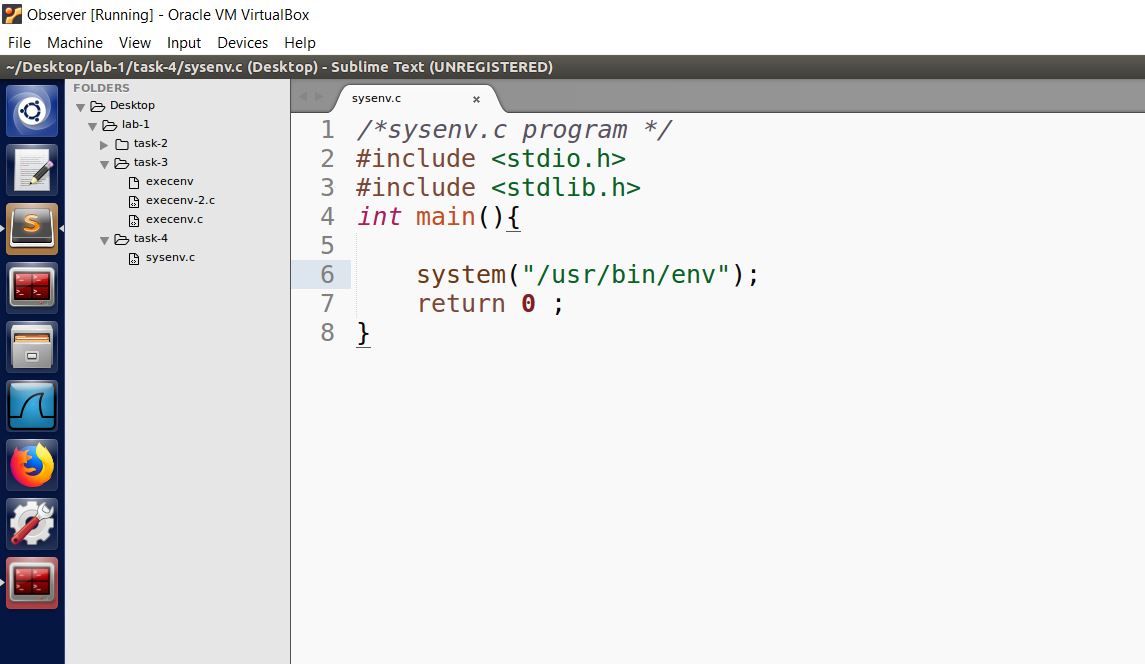 Observer [Running] - Oracle VM VirtualBox
File Machine View Input Devices Help
~/Desktop/lab-1/task-4/sysenv.c (Desktop) - Sublime Text (UNREGISTERED)
FOLDERS
Desktop
lab-1
task-2
task-3
execenv
execenv-2.c
execenv.c
task-4
sysenv.c
sysenv.c ×
1 /*sysenv.c program */
2 #include <stdio.h>
3 #include <stdlib.h>
4 int main(){
5
6 system("/usr/bin/env");
7 return 0 ;
8 }